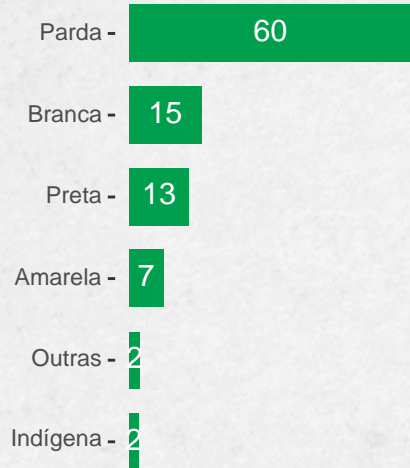 Parda 60
Branca 15
Preta 13
Amarela 7
Outras 2
Indígena 2